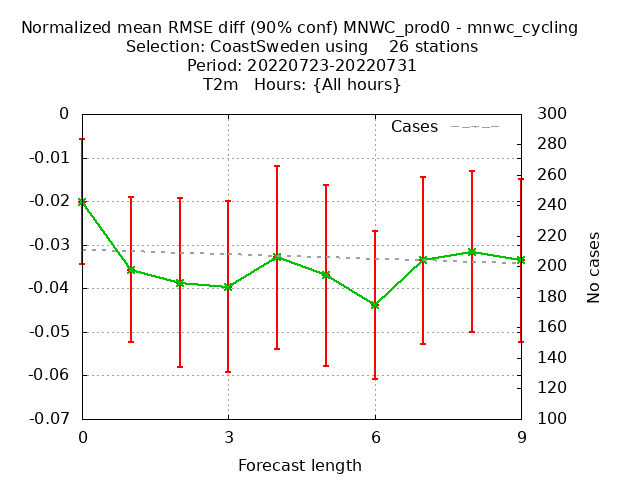 Normalized mean RMSE diff (90% conf) MNWC_prod0 - mnwc_cycling
Selection: CoastSweden using    26 stations
Period: 20220723-20220731
T2m   Hours: {All hours}
Cases
0
-0.01
-0.02
-0.03
-0.04
-0.05
-0.06
-0.07
300
280
260
240
220
200
180
160
140
120
100
No cases
0 3 6 9
Forecast length